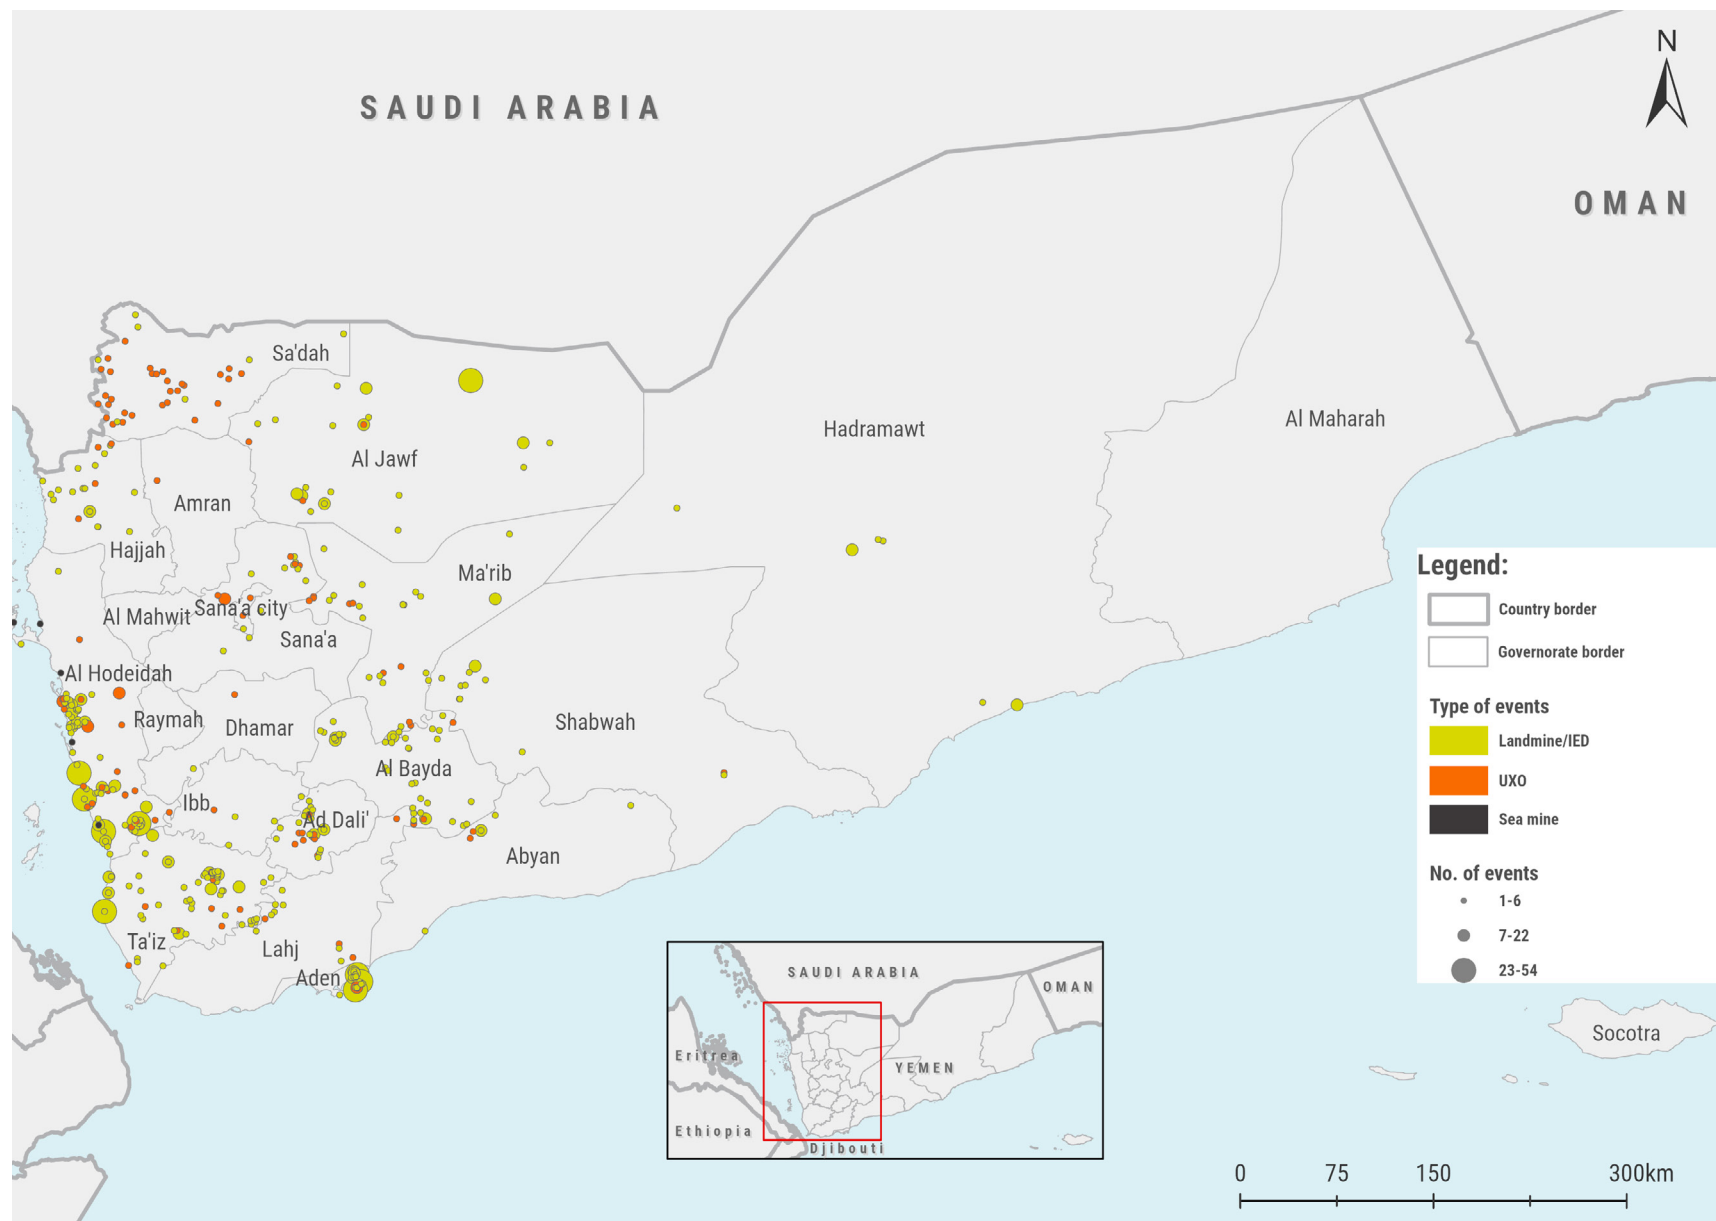 N
SAUDI ARABIA
OMAN
Sa'dah
Al Maharah
Hadramawt
Al Jawf
Amran
Hajjah
Ma'rib
Al Mahwit
Sana'a city
Sana'a
Al Hodeidah
Raymah
Dhamar
Shabwah
Al Bayda
Ibb
Ad Dali'
Abyan
Ta'iz
Lahj
Aden
Socotra
Legend:
Country border
Governorate border
Type of events
Landmine/IED
UXO
Sea mine
No. of events
1-6
7-22
23-54
SAUDI ARABIA
OMAN
Eritrea
YEMEN
Ethiopia
Djibouti
0 75 150 300km